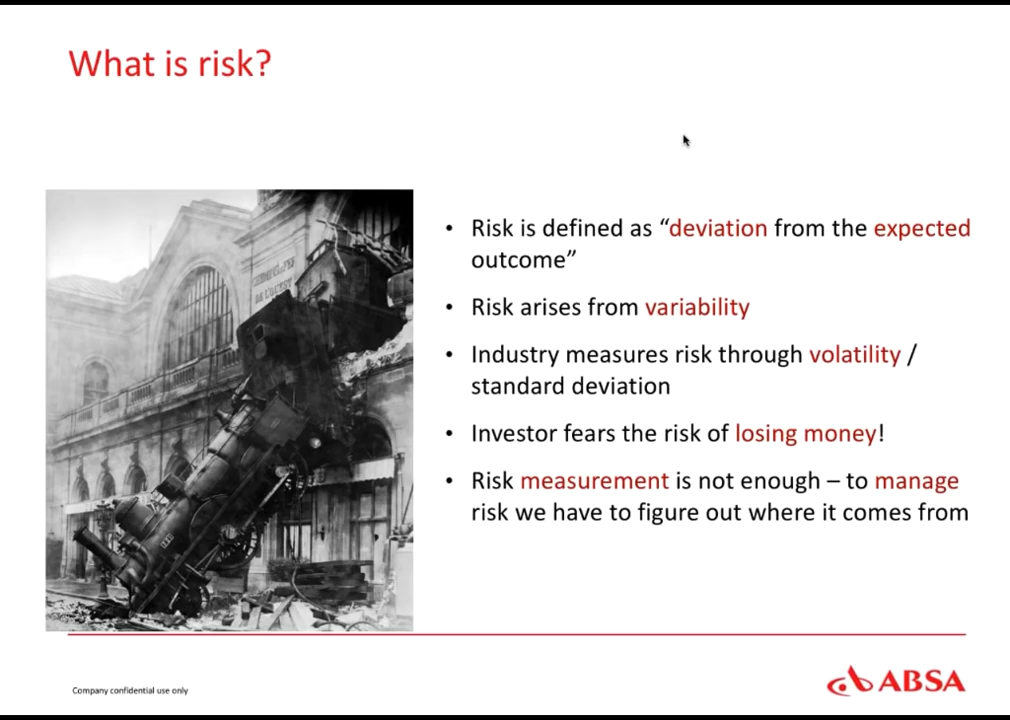 What is risk?
• Risk is defined as “deviation from the expected
outcome”
• Risk arises from variability
• Industry measures risk through volatility /
standard deviation
• Investor fears the risk of losing money!
• Risk measurement is not enough – to manage
risk we have to figure out where it comes from
DE L'OUEST
Company confidential use only
ABSA